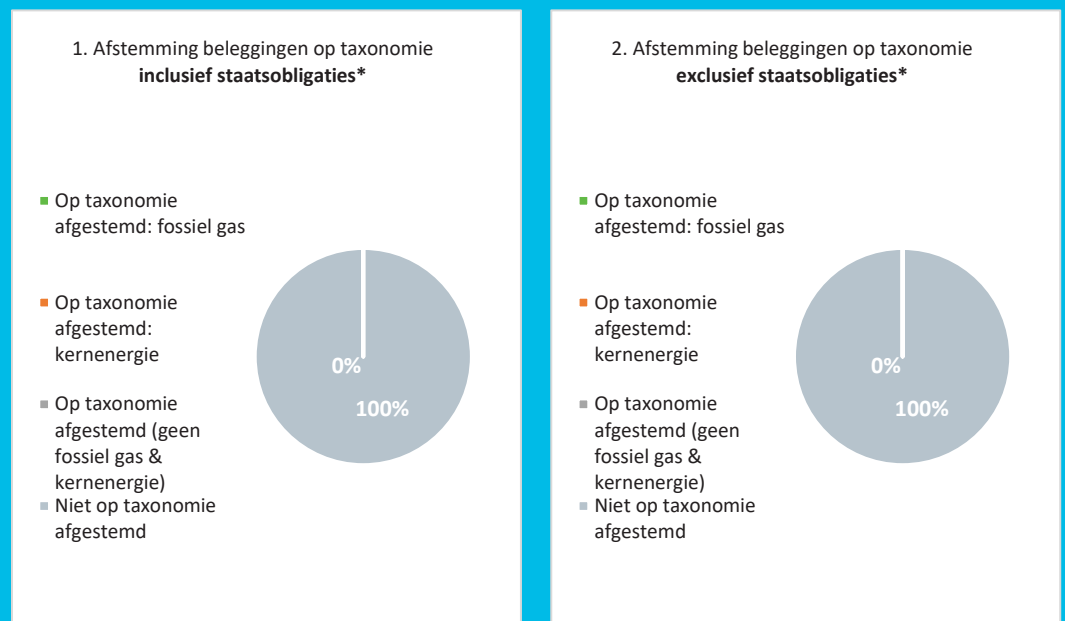 1. Afstemming beleggingen op taxonomie
inclusief staatsobligaties*
Op taxonomie
afgestemd: fossiel gas
Op taxonomie
afgestemd:
kernenergie
Op taxonomie
afgestemd (geen
fossiel gas &
kernenergie)
Niet op taxonomie
afgestemd
0%
100%
2. Afstemming beleggingen op taxonomie
exclusief staatsobligaties*
Op taxonomie
afgestemd: fossiel gas
Op taxonomie
afgestemd:
kernenergie
Op taxonomie
afgestemd (geen
fossiel gas &
kernenergie)
Niet op taxonomie
afgestemd
0%
100%